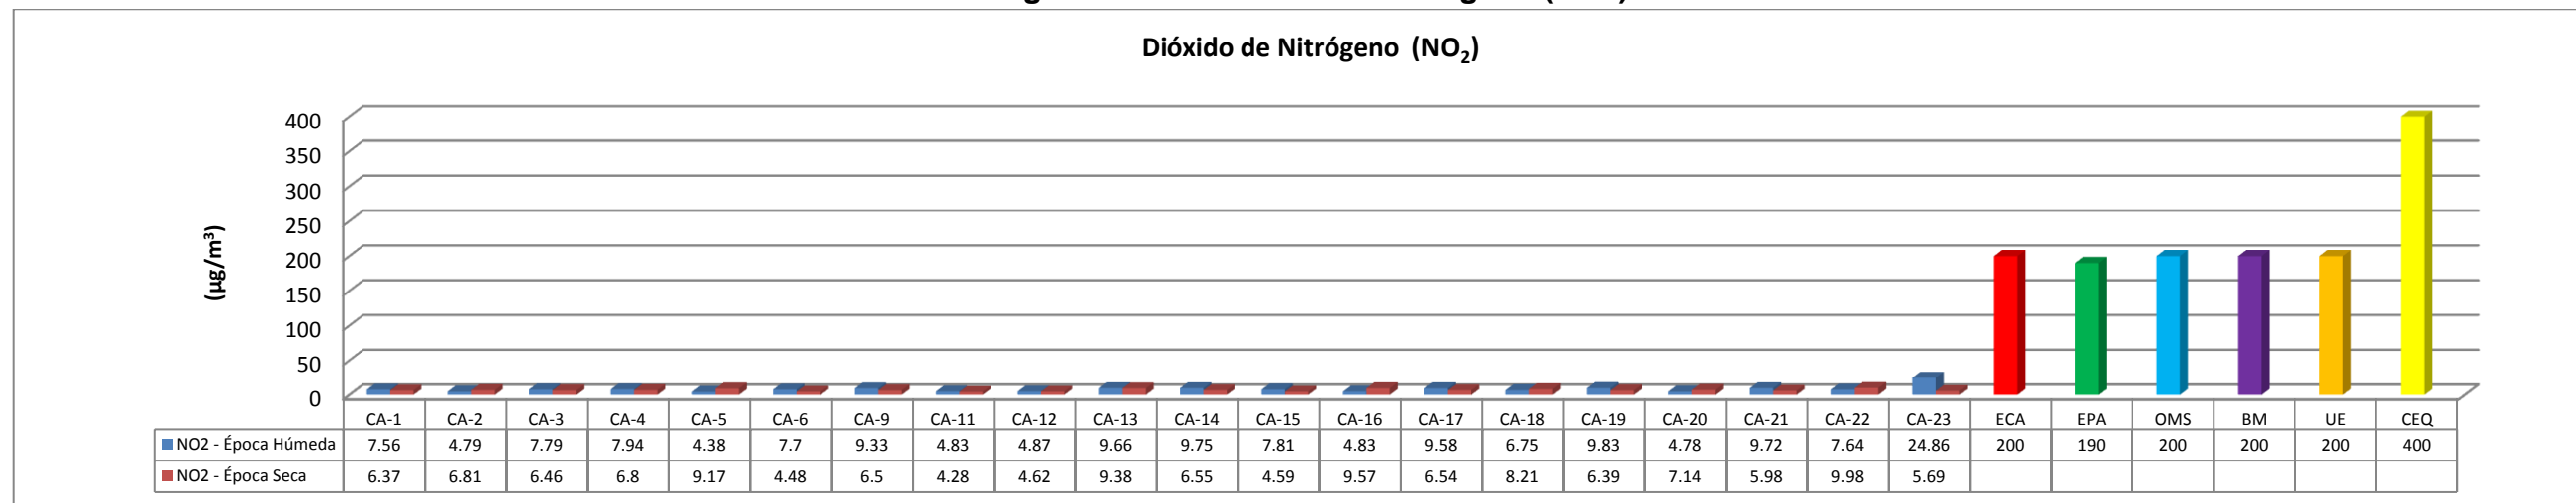 Dióxido de Nitrógeno (NO2)
(µg/m³)
400
350
300
250
200
150
100
50
0
CA-1 CA-2 CA-3 CA-4 CA-5 CA-6 CA-9 CA-11 CA-12 CA-13 CA-14 CA-15 CA-16 CA-17 CA-18 CA-19 CA-20 CA-21 CA-22 CA-23 ECA EPA OMS BM UE CEQ
NO2 - Época Húmeda 7.56 4.79 7.79 7.94 4.38 7.7 9.33 4.83 4.87 9.66 9.75 7.81 4.83 9.58 6.75 9.83 4.78 9.72 7.64 24.86 200 190 200 200 200 400
NO2 - Época Seca 6.37 6.81 6.46 6.8 9.17 4.48 6.5 4.28 4.62 9.38 6.55 4.59 9.57 6.54 8.21 6.39 7.14 5.98 9.98 5.69